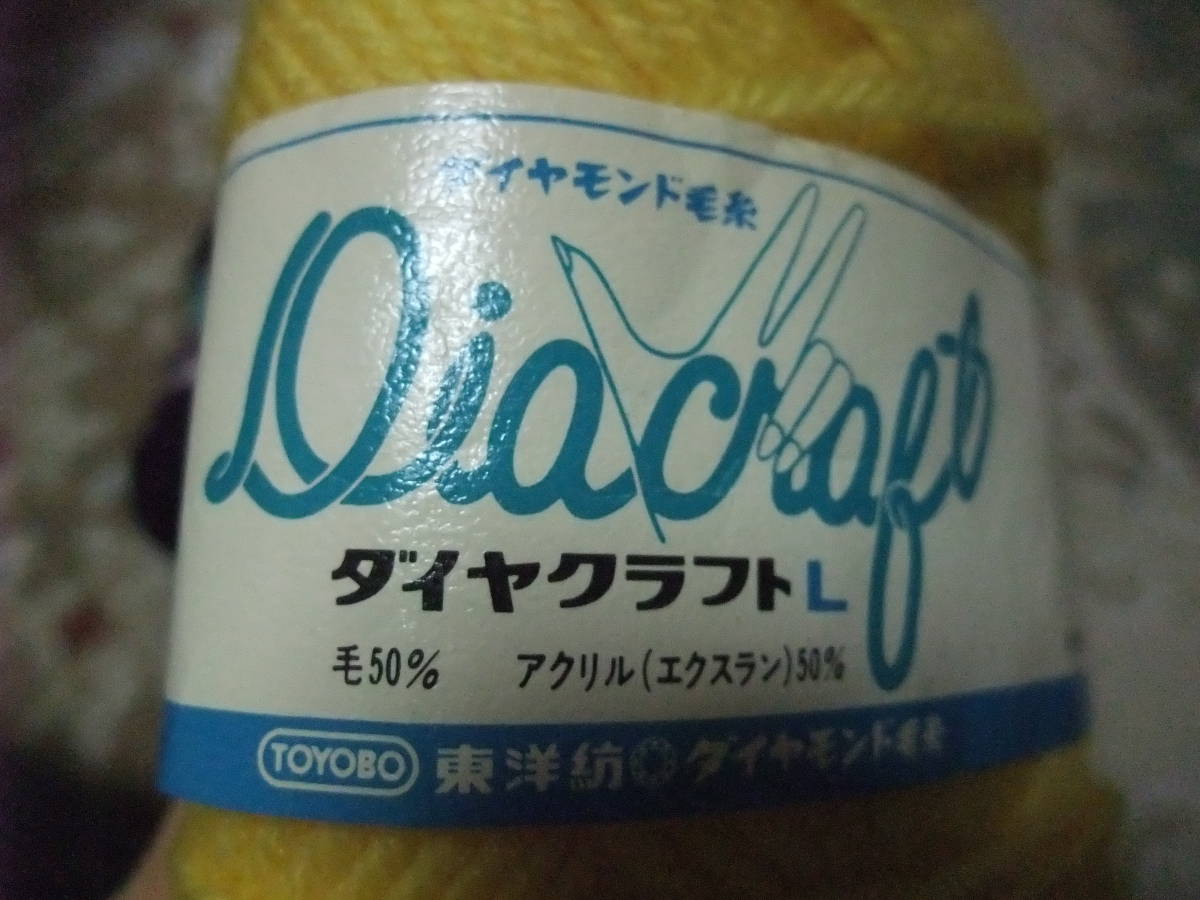 ダイヤモンド毛糸
Diacraft
ダイヤクラフトL
毛50% アクリル(エクスラン)50%
TOYOBO 東洋紡 ダイヤモンド毛糸